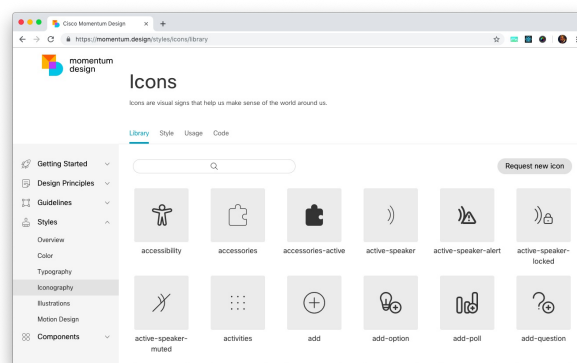 Cisco Momentum Design
https://momentum.design/styles/icons/library
momentum
design
Icons
Icons are visual signs that help us make sense of the world around us.
Library Style Usage Code
Getting Started
Design Principles
Guidelines
Styles
Overview
Color
Typography
Iconography
Illustrations
Motion Design
Components
Request new icon
accessibility
accessories
accessories-active
active-speaker
active-speaker-alert
active-speaker-
locked
active-speaker-
muted
activities
add
add-option
add-poll
add-question